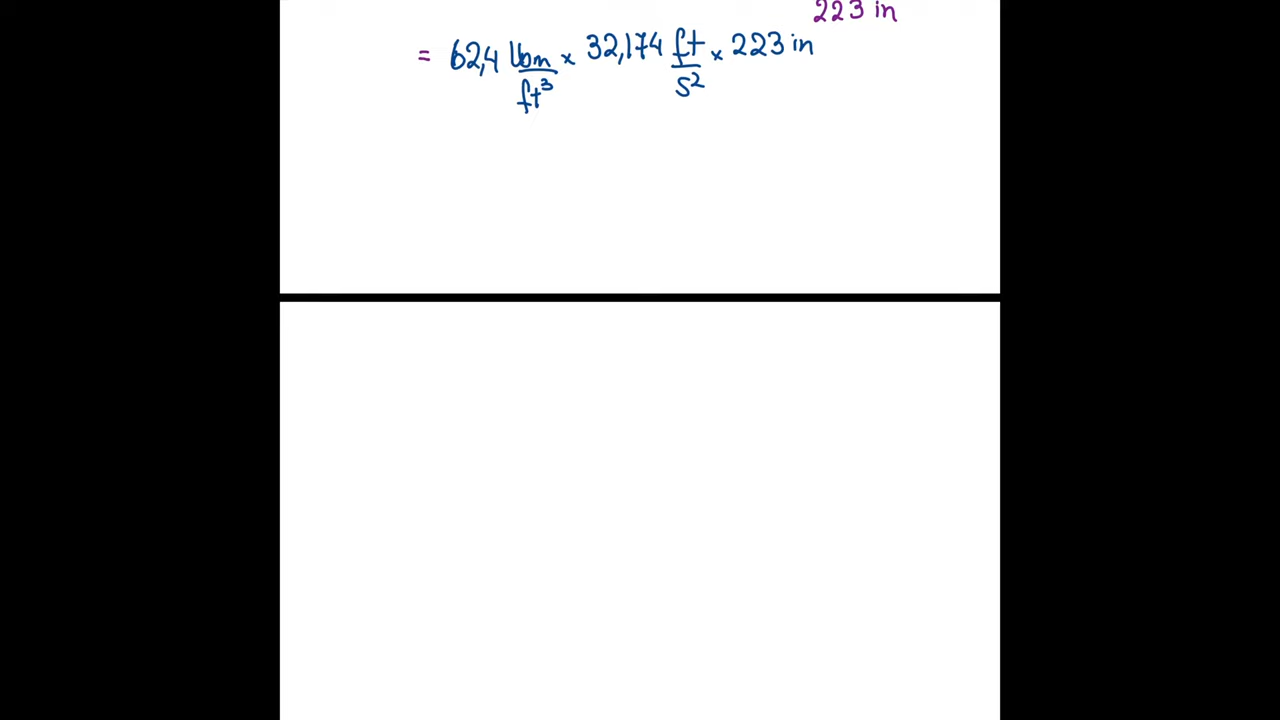 223 in
= 62,4 lbm/ft³ × 32,174 ft/s² × 223 in